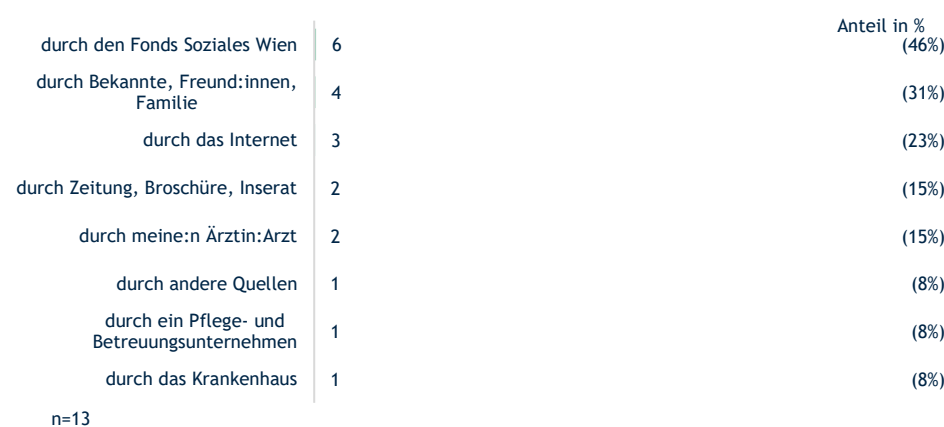 Anteil in %
durch den Fonds Soziales Wien 6 (46%)
durch Bekannte, Freund:innen,
Familie 4 (31%)
durch das Internet 3 (23%)
durch Zeitung, Broschüre, Inserat 2 (15%)
durch meine:n Ärztin:Arzt 2 (15%)
durch andere Quellen 1 (8%)
durch ein Pflege- und
Betreuungsunternehmen 1 (8%)
durch das Krankenhaus 1 (8%)
n=13